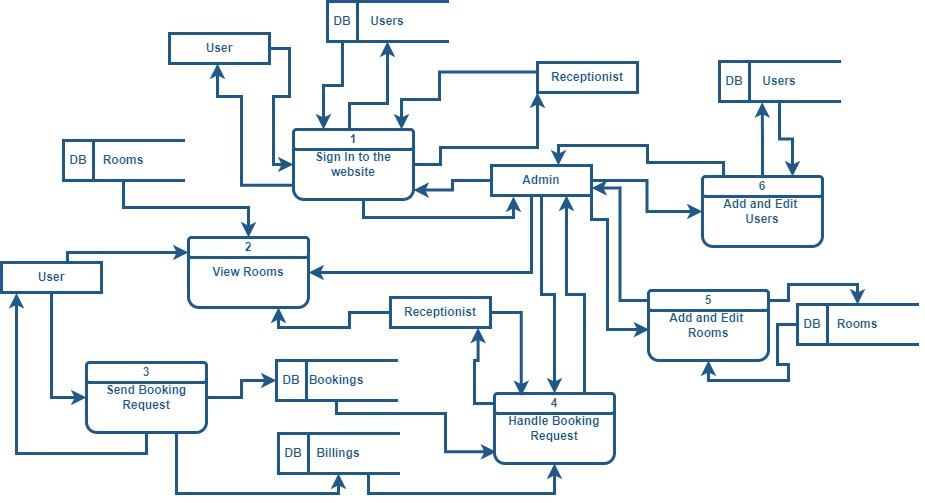 DB Users
User
Receptionist
DB Users
1
Sign In to the
website
DB Rooms
Admin
6
Add and Edit
Users
2
View Rooms
User
Receptionist
5
Add and Edit
Rooms
DB Rooms
3
Send Booking
Request
DB Bookings
4
Handle Booking
Request
DB Billings